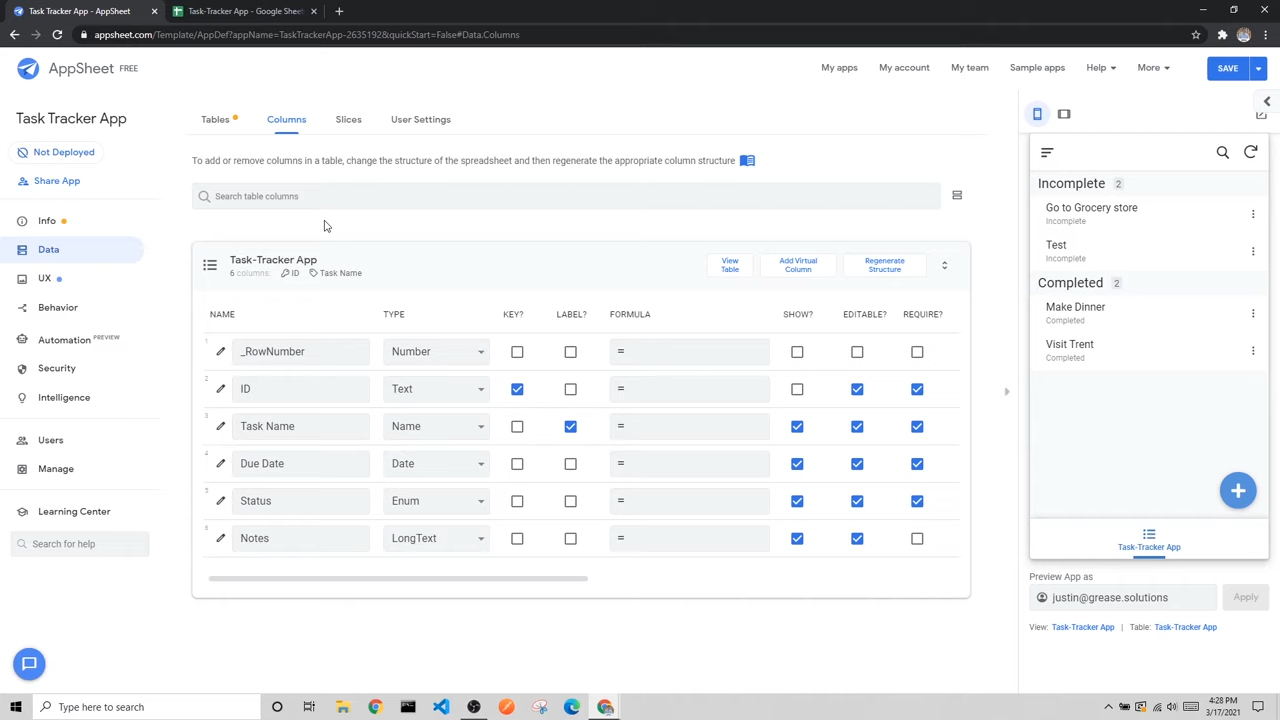 Task Tracker App - AppSheet
Task-Tracker App - Google Sheet
appsheet.com/Template/AppDef?appName=TaskTrackerApp-2635192&quickStart=False#Data.Columns
AppSheet FREE
My apps
My account
My team
Sample apps
Help
More
SAVE
Task Tracker App
Not Deployed
Share App
Info
Data
UX
Behavior
Automation PREVIEW
Security
Intelligence
Users
Manage
Learning Center
Search for help
Tables
Columns
Slices
User Settings
To add or remove columns in a table, change the structure of the spreadsheet and then regenerate the appropriate column structure
Search table columns
Task-Tracker App
6 columns: ID Task Name
View
Table
Add Virtual
Column
Regenerate
Structure
NAME TYPE KEY? LABEL? FORMULA SHOW? EDITABLE? REQUIRE?
1 _RowNumber Number =
2 ID Text =
3 Task Name Name =
4 Due Date Date =
5 Status Enum =
6 Notes LongText =
Incomplete 2
Go to Grocery store
Incomplete
Test
Incomplete
Completed 2
Make Dinner
Completed
Visit Trent
Completed
Task-Tracker App
Preview App as
justin@grease.solutions
Apply
View: Task-Tracker App | Table: Task-Tracker App
Type here to search
4:28 PM
3/17/2021